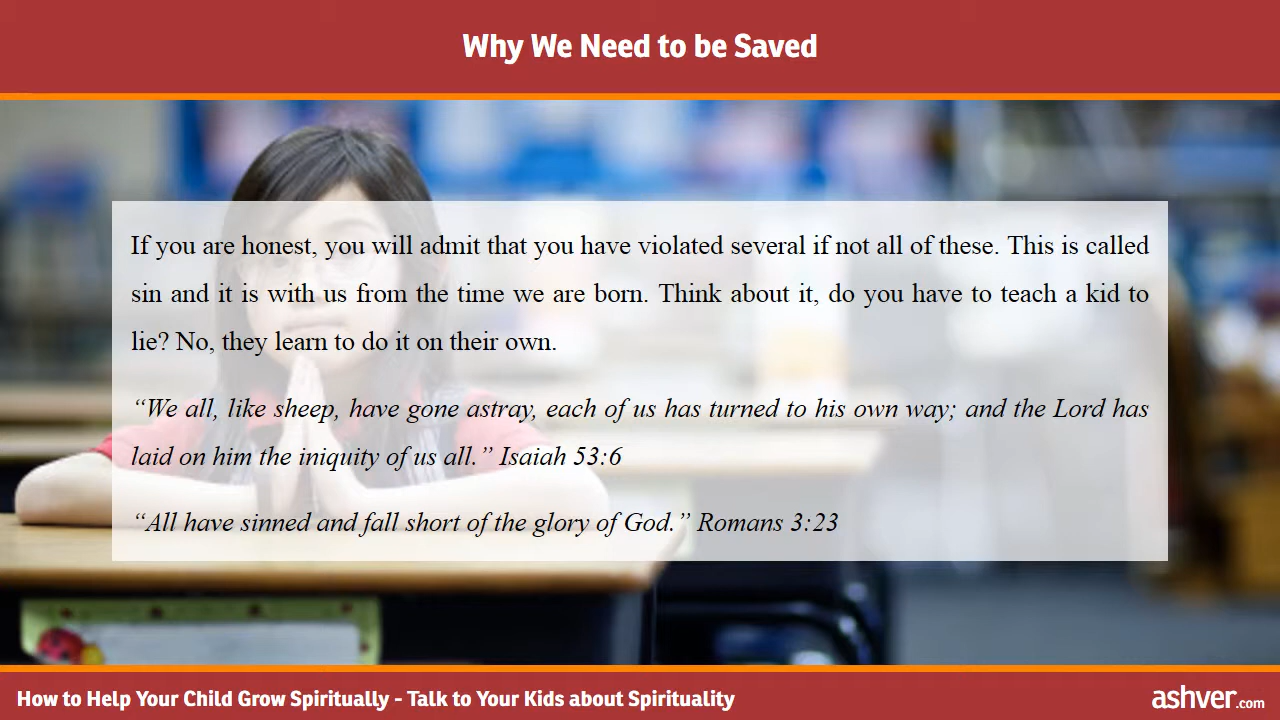 Why We Need to be Saved
If you are honest, you will admit that you have violated several if not all of these. This is called
sin and it is with us from the time we are born. Think about it, do you have to teach a kid to
lie? No, they learn to do it on their own.
“We all, like sheep, have gone astray, each of us has turned to his own way; and the Lord has
laid on him the iniquity of us all.” Isaiah 53:6
“All have sinned and fall short of the glory of God.” Romans 3:23
How to Help Your Child Grow Spiritually - Talk to Your Kids about Spirituality
ashver.com